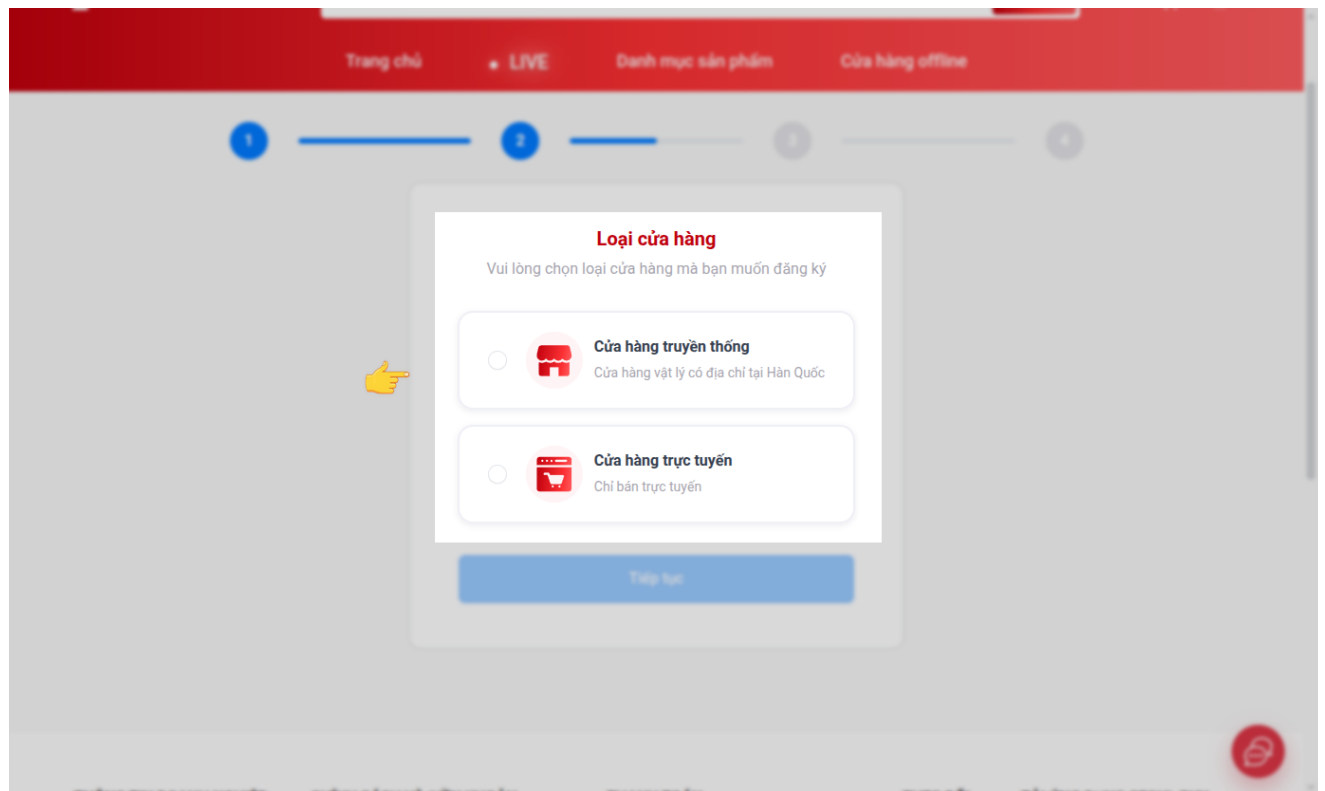 Trang chủ
LIVE
Danh mục sản phẩm
Cửa hàng offline
1
2
3
4
Loại cửa hàng
Vui lòng chọn loại cửa hàng mà bạn muốn đăng ký
Cửa hàng truyền thống
Cửa hàng vật lý có địa chỉ tại Hàn Quốc
Cửa hàng trực tuyến
Chỉ bán trực tuyến
Tiếp tục